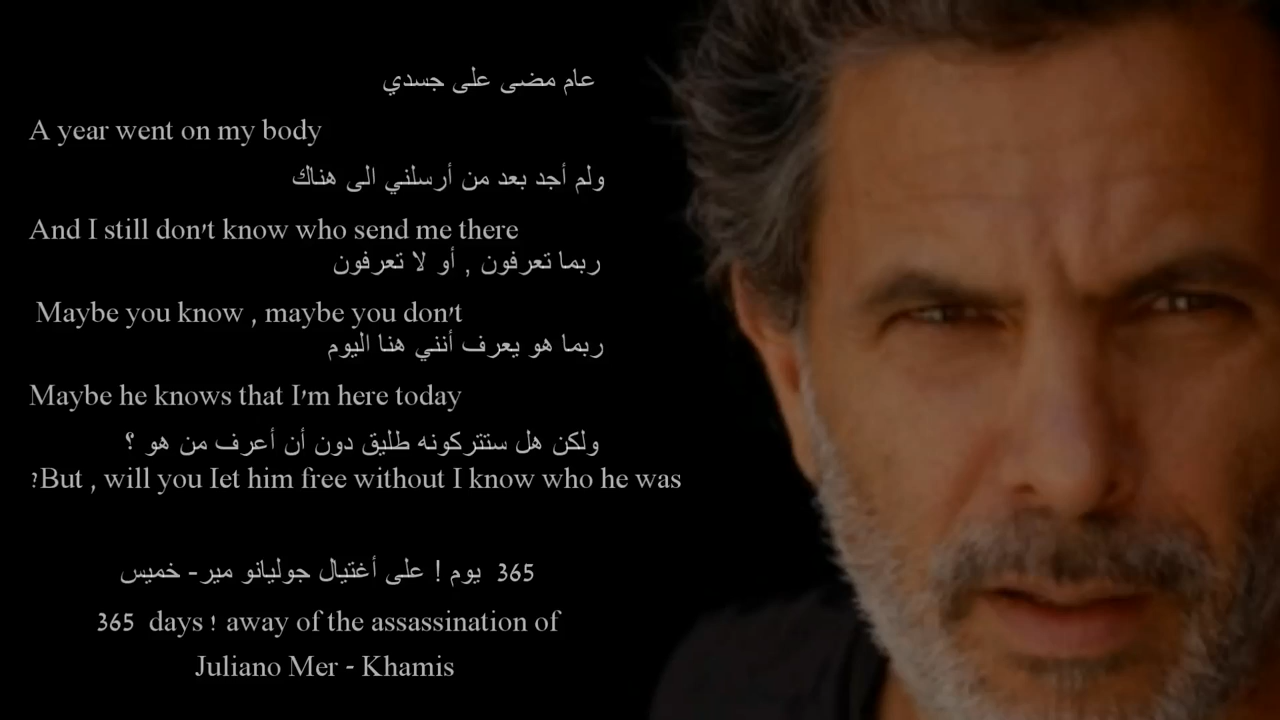 عام مضى على جسدي
A year went on my body
ولم أجد بعد من أرسلني الى هناك
And I still don't know who send me there
ربما تعرفون , أو لا تعرفون
Maybe you know , maybe you don't
ربما هو يعرف أنني هنا اليوم
Maybe he knows that I'm here today
ولكن هل ستتركونه طليق دون أن أعرف من هو ؟
?But , will you let him free without I know who he was
365 يوم ! على أغتيال جوليانو مير- خميس
365 days ! away of the assassination of
Juliano Mer - Khamis